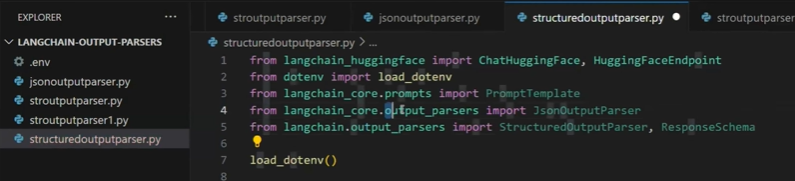 EXPLORER
LANGCHAIN-OUTPUT-PARSERS
.env
jsonoutputparser.py
stroutputparser.py
stroutputparser1.py
structuredoutputparser.py
stroutputparser.py
jsonoutputparser.py
structuredoutputparser.py
stroutputparser
structuredoutputparser.py > ...
1 from langchain_huggingface import ChatHuggingFace, HuggingFaceEndpoint
2 from dotenv import load_dotenv
3 from langchain_core.prompts import PromptTemplate
4 from langchain_core.output_parsers import JsonOutputParser
5 from langchain.output_parsers import StructuredOutputParser, ResponseSchema
6
7 load_dotenv()